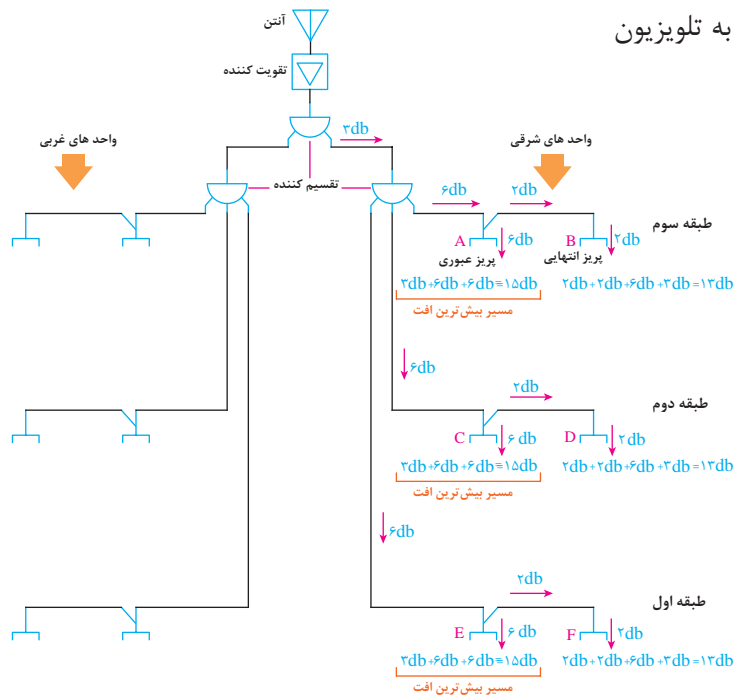 به تلویزیون
آنتن
تقویت کننده
۳db
واحد های غربی
واحد های شرقی
تقسیم کننده
۶db
۲db
طبقه سوم
A
۶db
B
۲db
پریز عبوری
پریز انتهایی
۳db+۶db+۶db=۱۵db
۲db+۲db+۶db+۳db=۱۳db
مسیر بیش‌ترین افت
۶db
۲db
طبقه دوم
C
۶db
D
۲db
۳db+۶db+۶db=۱۵db
۲db+۲db+۶db+۳db=۱۳db
مسیر بیش‌ترین افت
۶db
۲db
طبقه اول
E
۶db
F
۲db
۳db+۶db+۶db=۱۵db
۲db+۲db+۶db+۳db=۱۳db
مسیر بیش‌ترین افت